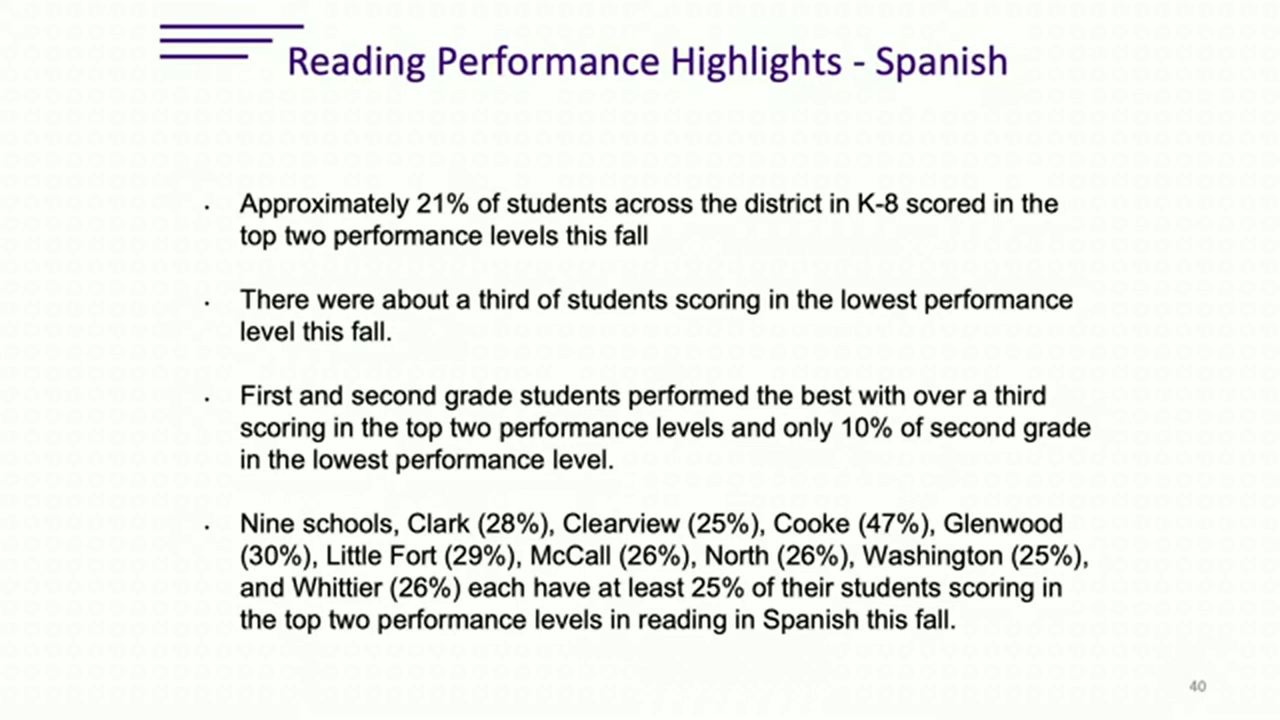 Reading Performance Highlights - Spanish
· Approximately 21% of students across the district in K-8 scored in the
top two performance levels this fall
· There were about a third of students scoring in the lowest performance
level this fall.
· First and second grade students performed the best with over a third
scoring in the top two performance levels and only 10% of second grade
in the lowest performance level.
· Nine schools, Clark (28%), Clearview (25%), Cooke (47%), Glenwood
(30%), Little Fort (29%), McCall (26%), North (26%), Washington (25%),
and Whittier (26%) each have at least 25% of their students scoring in
the top two performance levels in reading in Spanish this fall.
40